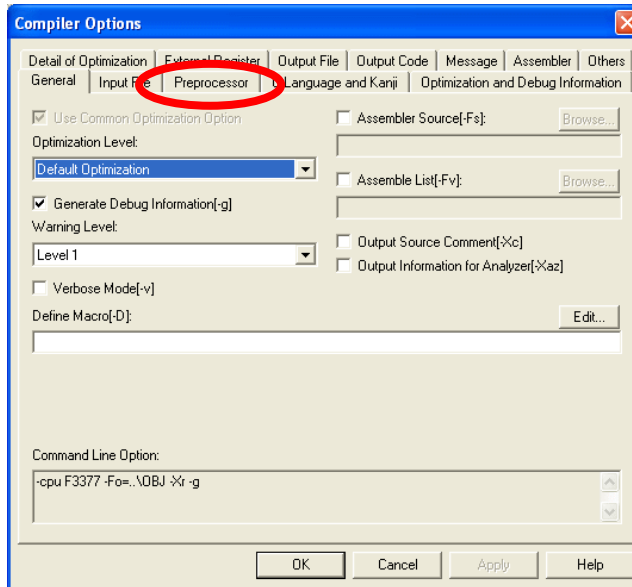 Compiler Options
Detail of Optimization External Register Output File Output Code Message Assembler Others
General Input File Preprocessor Language and Kanji Optimization and Debug Information
Use Common Optimization Option
Assembler Source[-Fs]: Browse...
Optimization Level:
Default Optimization
Assemble List[-Fv]: Browse...
Generate Debug Information[-g]
Warning Level:
Level 1
Output Source Comment[-Xc]
Output Information for Analyzer[-Xaz]
Verbose Mode[-v]
Define Macro[-D]: Edit...
Command Line Option:
-cpu F3377 -Fo=..\OBJ -Xr -g
OK Cancel Apply Help